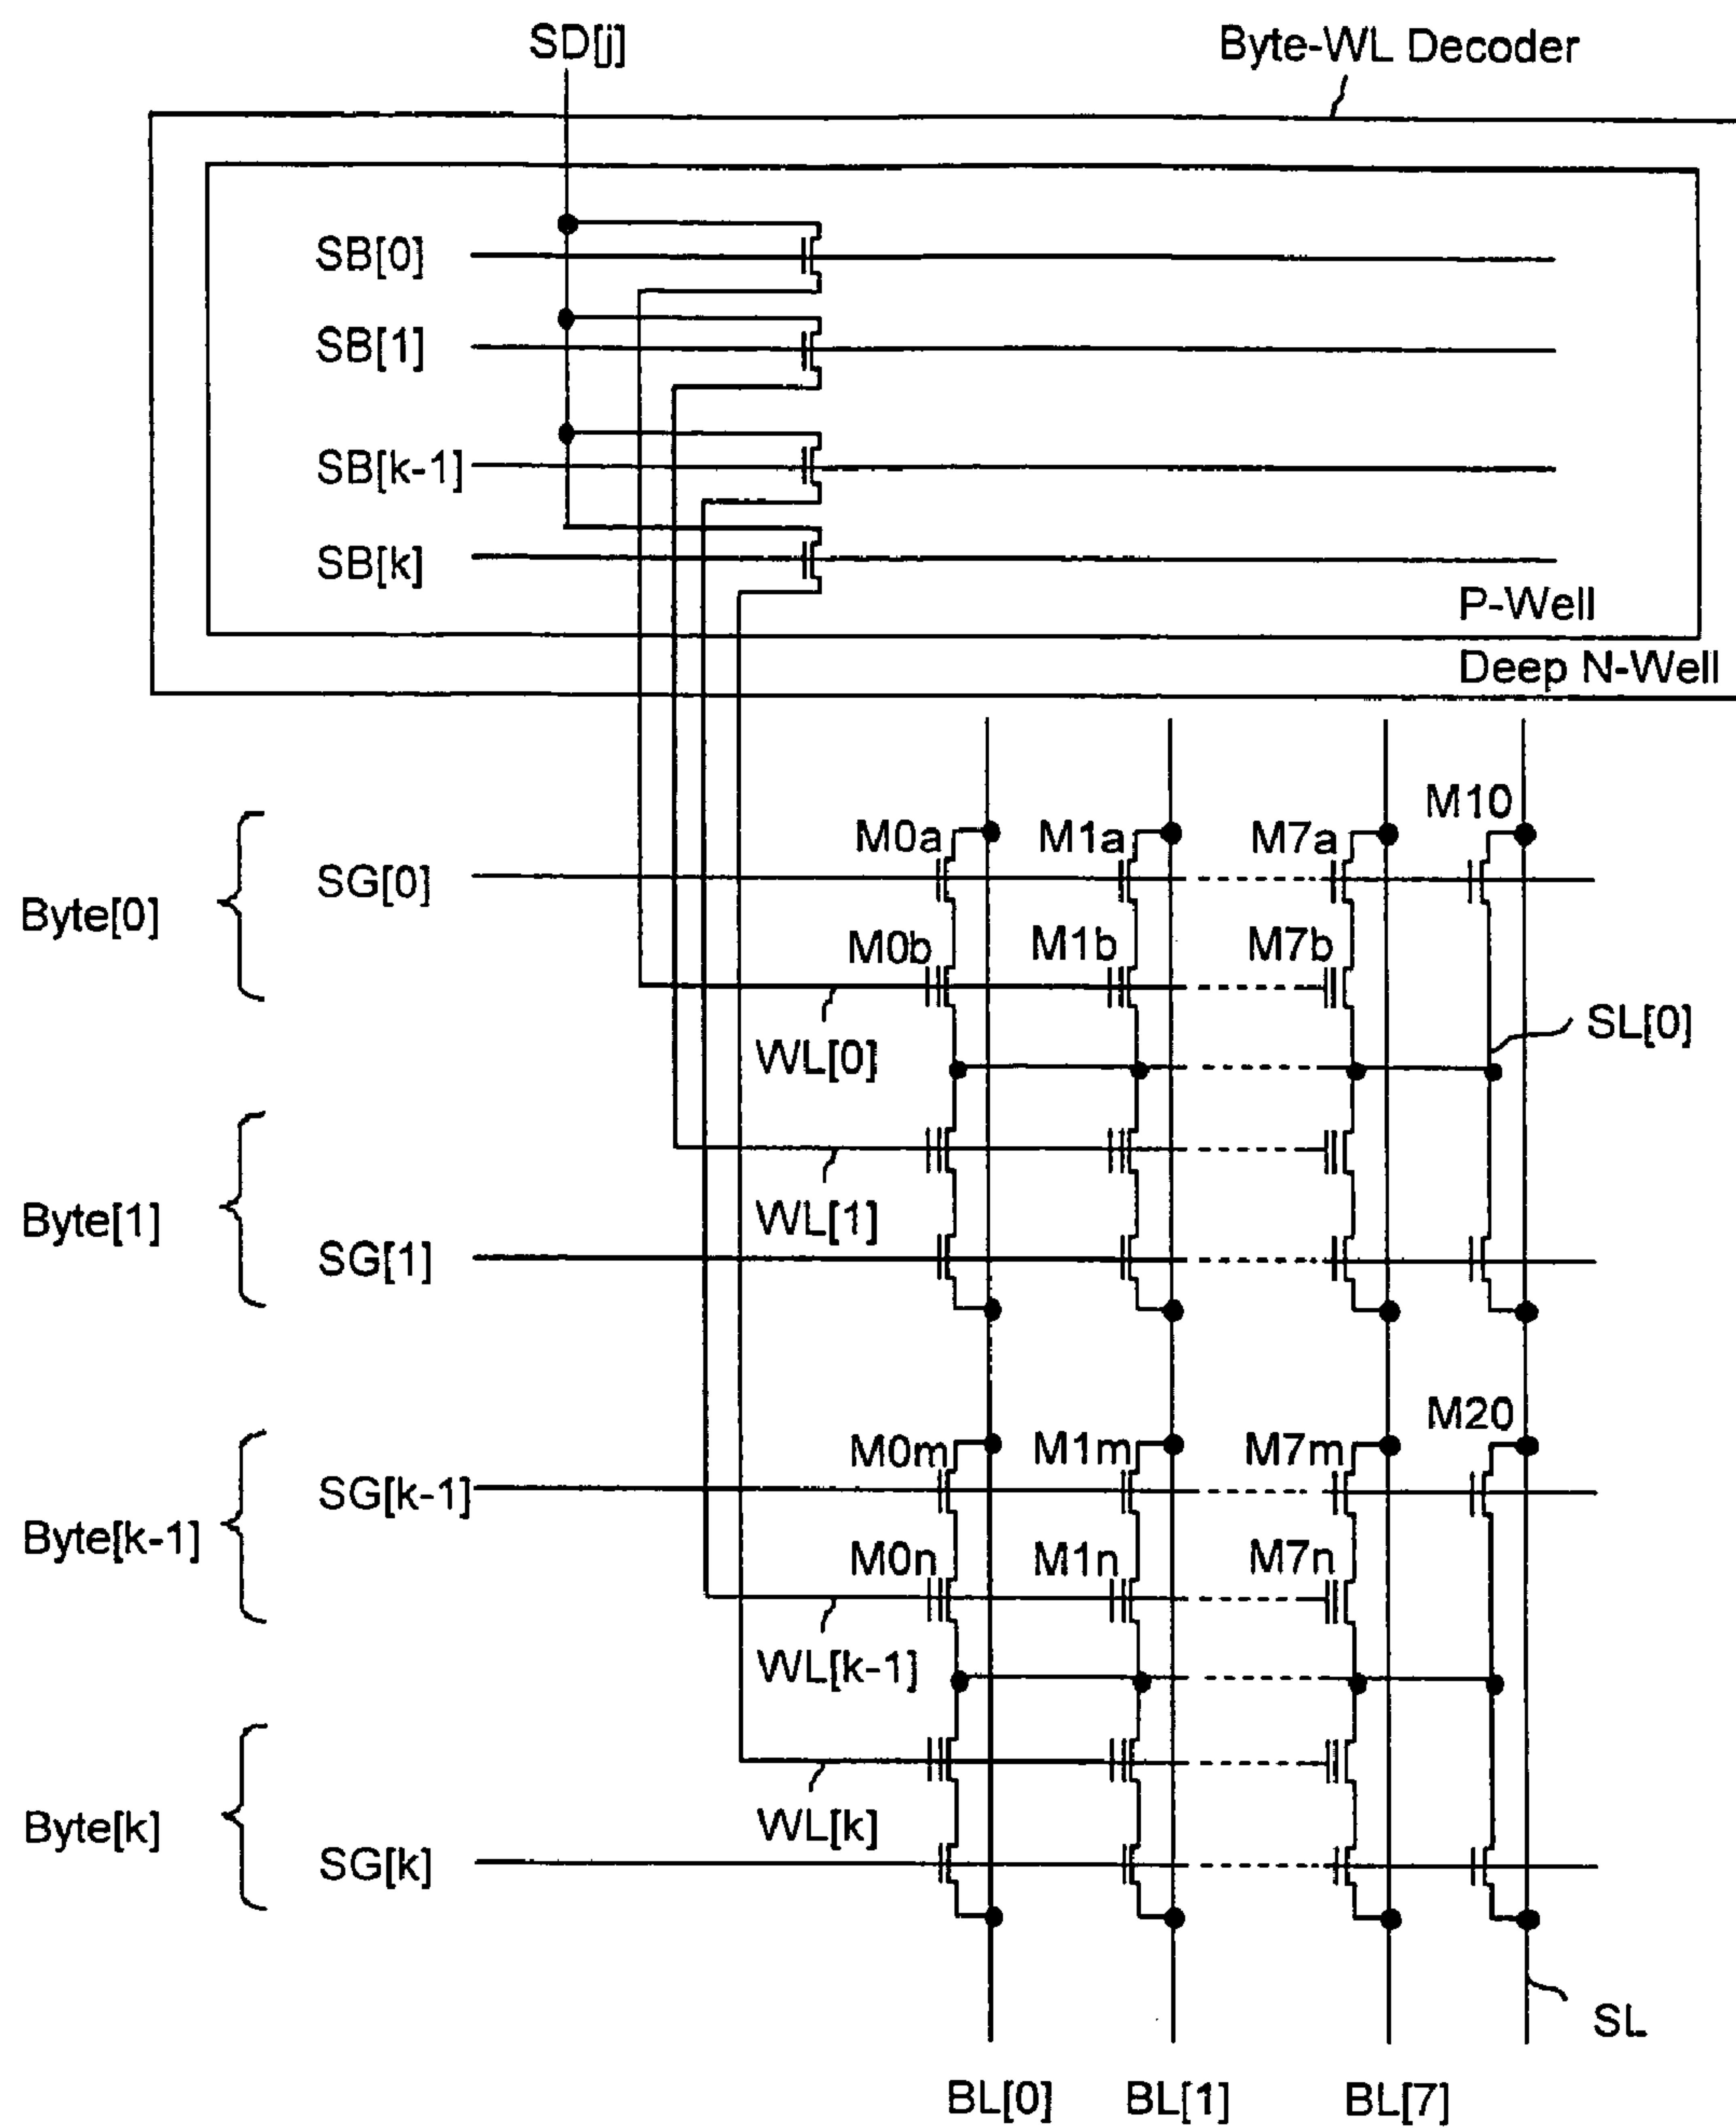 SD[j]
Byte-WL Decoder
SB[0]
SB[1]
SB[k-1]
SB[k]
P-Well
Deep N-Well
M10
M0a
M1a
M7a
SG[0]
Byte[0]
M0b
M1b
M7b
SL[0]
WL[0]
Byte[1]
WL[1]
SG[1]
M20
M0m
M1m
M7m
SG[k-1]
Byte[k-1]
M0n
M1n
M7n
WL[k-1]
Byte[k]
WL[k]
SG[k]
SL
BL[0]
BL[1]
BL[7]